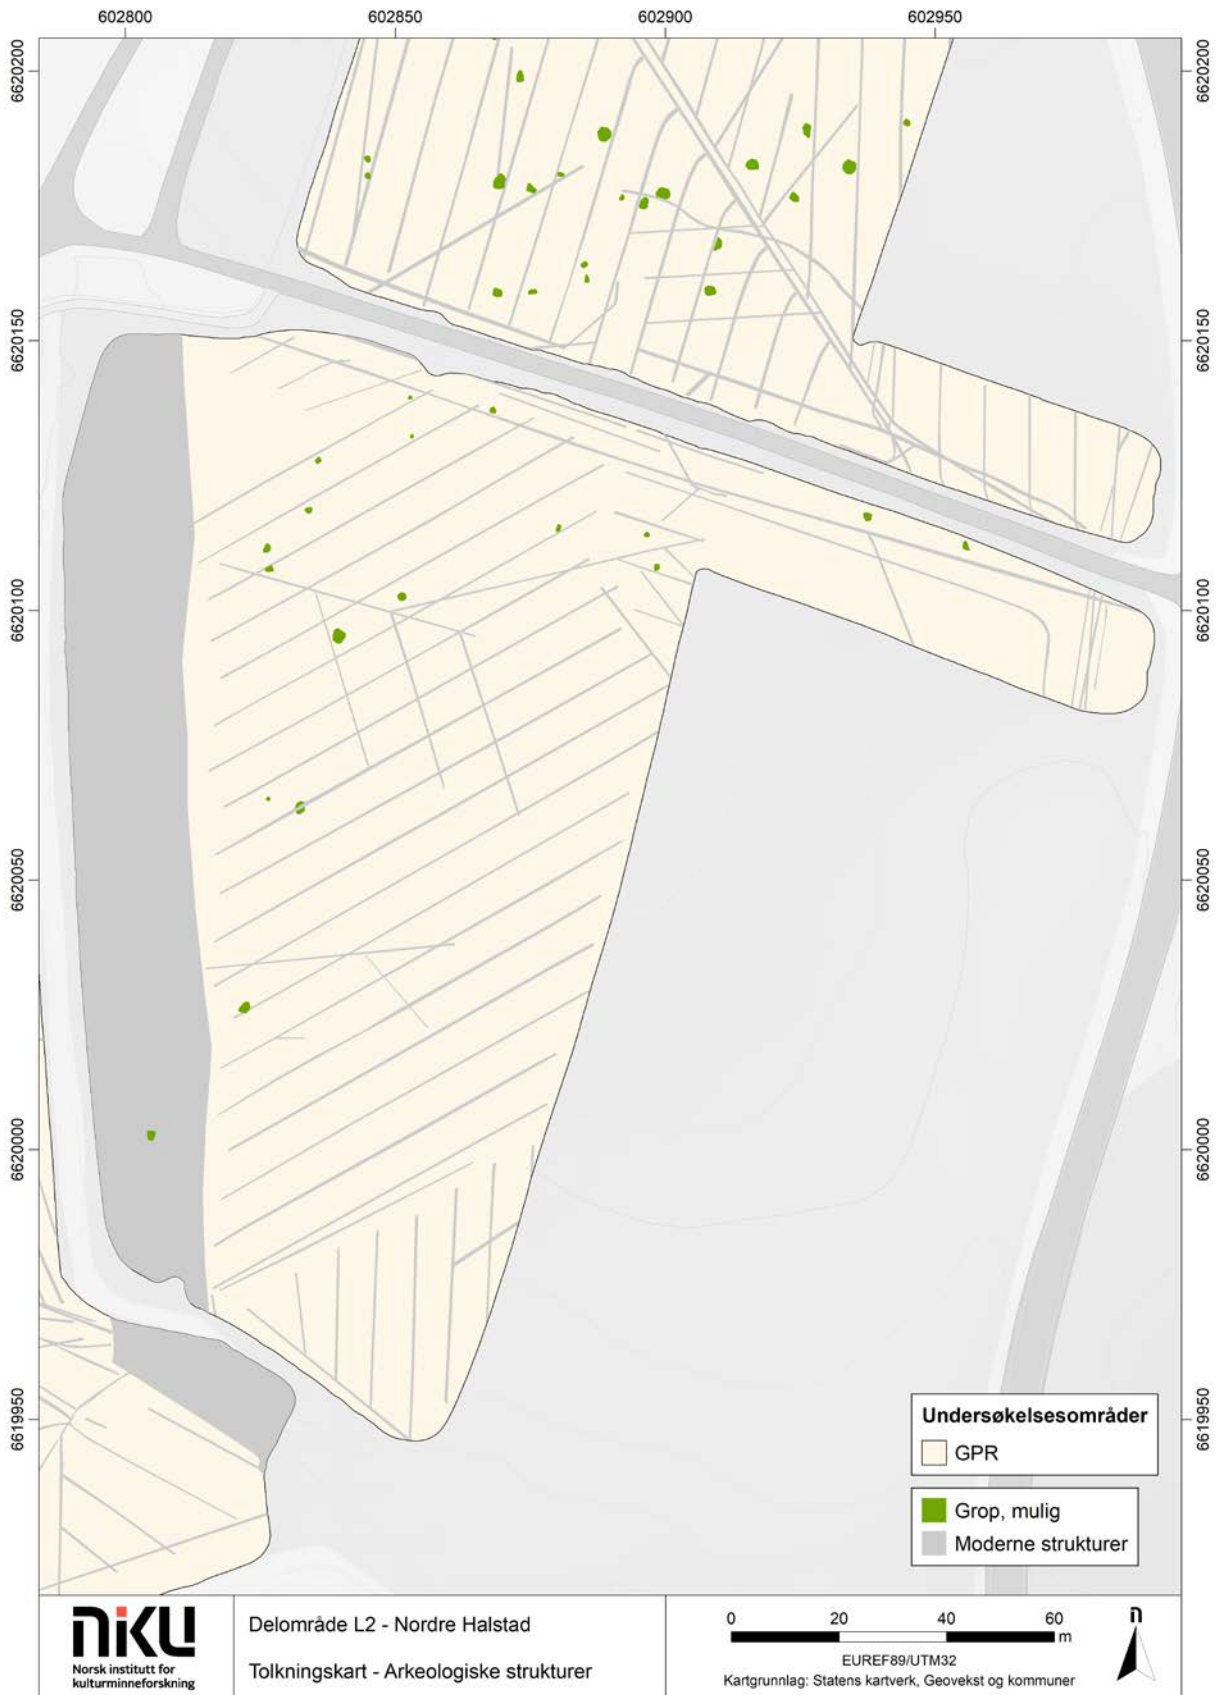 602800
602850
602900
602950
6620200
6620200
6620150
6620150
6620100
6620100
6620050
6620050
6620000
6620000
6619950
6619950
Undersøkelsesområder
GPR
Grop, mulig
Moderne strukturer
niku
Norsk institutt for
kulturminneforskning
Delområde L2 - Nordre Halstad
Tolkningskart - Arkeologiske strukturer
0 20 40 60
m
EUREF89/UTM32
Kartgrunnlag: Statens kartverk, Geovekst og kommuner
n